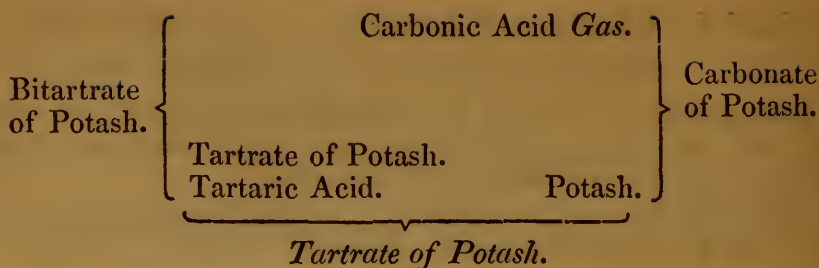 Carbonic Acid Gas.
Bitartrate
of Potash.
Carbonate
of Potash.
Tartrate of Potash.
Tartaric Acid. Potash.
Tartrate of Potash.